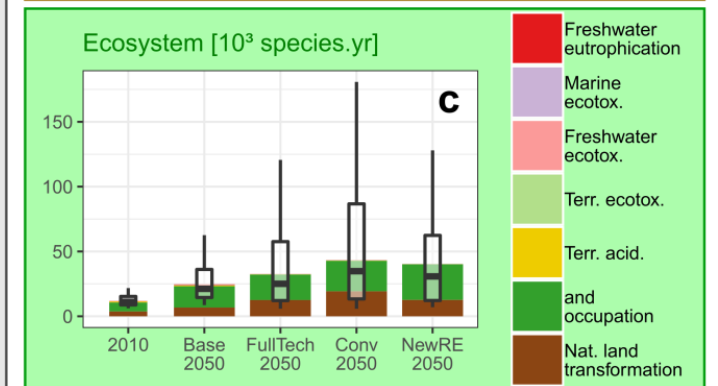 Ecosystem [10³ species.yr]
c
150
100
50
0
2010
Base
2050
FullTech
2050
Conv
2050
NewRE
2050
Freshwater
eutrophication
Marine
ecotox.
Freshwater
ecotox.
Terr. ecotox.
Terr. acid.
and
occupation
Nat. land
transformation